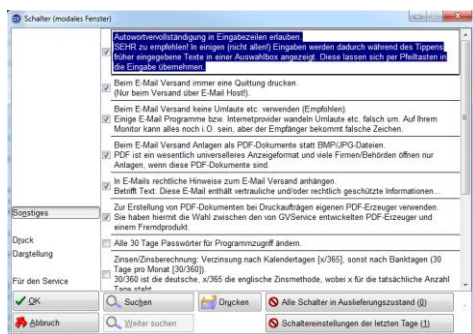 Schalter (modales Fenster)
Autowortvervollständigung in Eingabezeilen erlauben.
SEHR zu empfehlen! In einigen (nicht allen!) Eingaben werden dadurch während des Tippens
früher eingegebene Texte in einer Auswahlbox angezeigt. Diese lassen sich per Pfeiltasten in
die Eingabe übernehmen.
Beim E-Mail Versand immer eine Quittung drucken.
(Nur beim Versand über E-Mail Host!).
Beim E-Mail Versand keine Umlaute etc. verwenden (Empfohlen).
Einige E-Mail Programme bzw. Internetprovider wandeln Umlaute etc. falsch um. Auf Ihrem
Monitor kann alles noch i.O. sein, aber der Empfänger bekommt falsche Zeichen.
Beim E-Mail Versand Anlagen als PDF-Dokumente statt BMP/JPG-Dateien.
PDF ist ein wesentlich universelleres Anzeigeformat und viele Firmen/Behörden öffnen nur
Anlagen, wenn diese PDF-Dokumente sind.
In E-Mails rechtliche Hinweise zum E-Mail Versand anhängen.
Betrifft Text: Diese E-Mail enthält vertrauliche und/oder rechtlich geschützte Informationen...
Zur Erstellung von PDF-Dokumenten bei Druckaufträgen eigenen PDF-Erzeuger verwenden.
Sie haben hiermit die Wahl zwischen den von GVService entwickelten PDF-Erzeuger und
einem Fremdprodukt.
Alle 30 Tage Passwörter für Programmzugriff ändern.
Zinsen/Zinsberechnung: Verzinsung nach Kalendertagen [x/365], sonst nach Banktagen (30
Tage pro Monat [30/360]).
30/360 ist die deutsche, x/365 die englische Zinsmethode, wobei x für die tatsächliche Anzahl
Tage steht
Sonstiges
Druck
Darstellung
Für den Service
OK
Suchen
Drucken
Alle Schalter in Auslieferungszustand (0)
Abbruch
Weiter suchen
Schaltereinstellungen der letzten Tage (1)